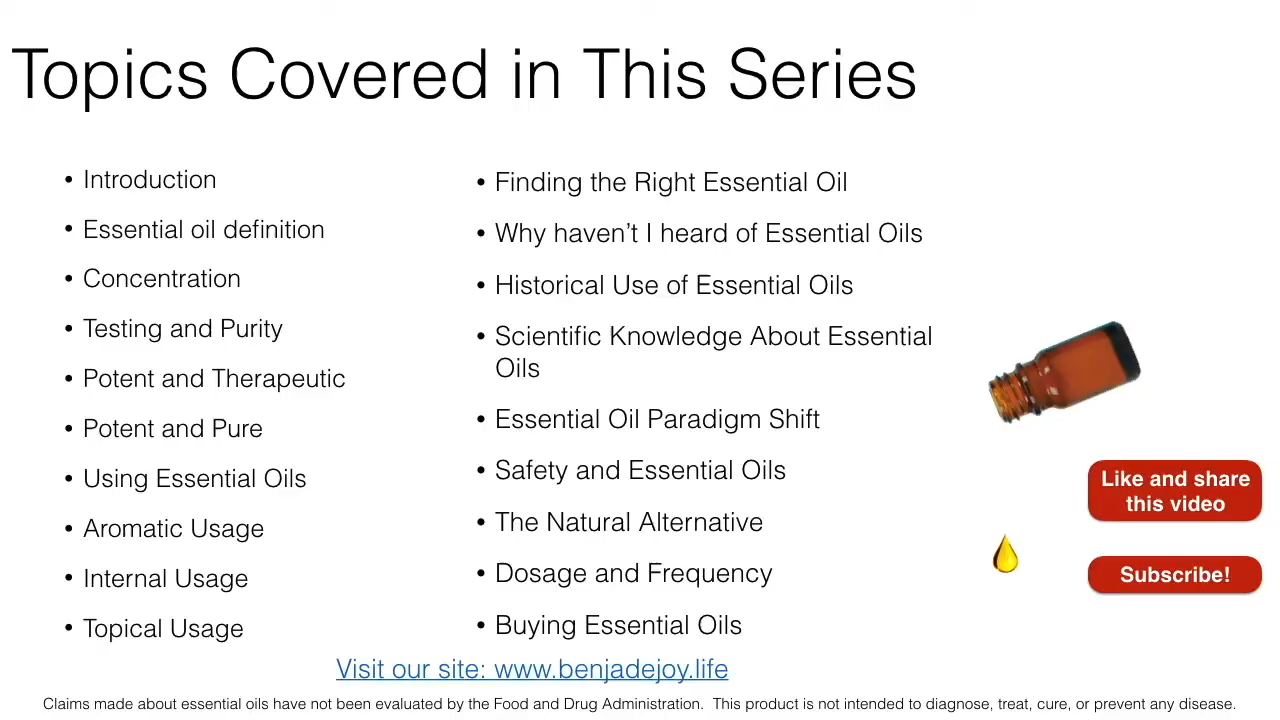 Topics Covered in This Series
• Introduction
• Essential oil definition
• Concentration
• Testing and Purity
• Potent and Therapeutic
• Potent and Pure
• Using Essential Oils
• Aromatic Usage
• Internal Usage
• Topical Usage
• Finding the Right Essential Oil
• Why haven’t I heard of Essential Oils
• Historical Use of Essential Oils
• Scientific Knowledge About Essential
Oils
• Essential Oil Paradigm Shift
• Safety and Essential Oils
• The Natural Alternative
• Dosage and Frequency
• Buying Essential Oils
Like and share
this video
Subscribe!
Visit our site: www.benjadejoy.life
Claims made about essential oils have not been evaluated by the Food and Drug Administration.  This product is not intended to diagnose, treat, cure, or prevent any disease.